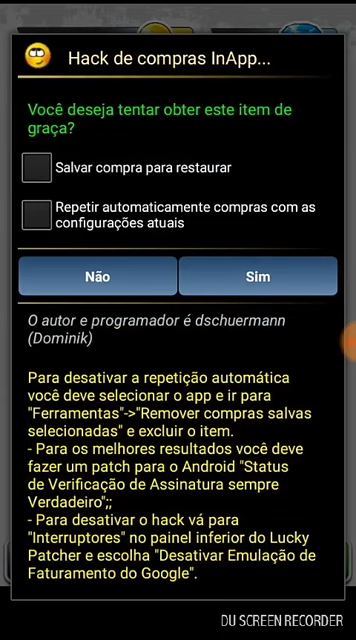 Hack de compras InApp...
Você deseja tentar obter este item de
graça?
Salvar compra para restaurar
Repetir automaticamente compras com as
configurações atuais
Não
Sim
O autor e programador é dschuermann
(Dominik)
Para desativar a repetição automática
você deve selecionar o app e ir para
"Ferramentas"->"Remover compras salvas
selecionadas" e excluir o item.
- Para os melhores resultados você deve
fazer um patch para o Android "Status
de Verificação de Assinatura sempre
Verdadeiro";;
- Para desativar o hack vá para
"Interruptores" no painel inferior do Lucky
Patcher e escolha "Desativar Emulação de
Faturamento do Google".
DU SCREEN RECORDER